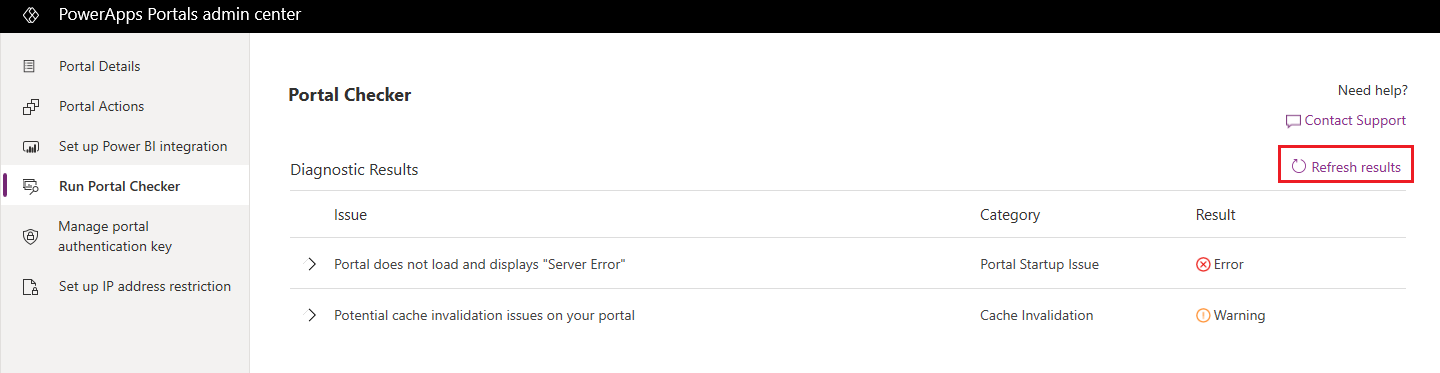 PowerApps Portals admin center
Portal Details
Portal Actions
Set up Power BI integration
Run Portal Checker
Manage portal
authentication key
Set up IP address restriction
Portal Checker
Need help?
Contact Support
Diagnostic Results
Refresh results
Issue Category Result
Portal does not load and displays "Server Error" Portal Startup Issue Error
Potential cache invalidation issues on your portal Cache Invalidation Warning